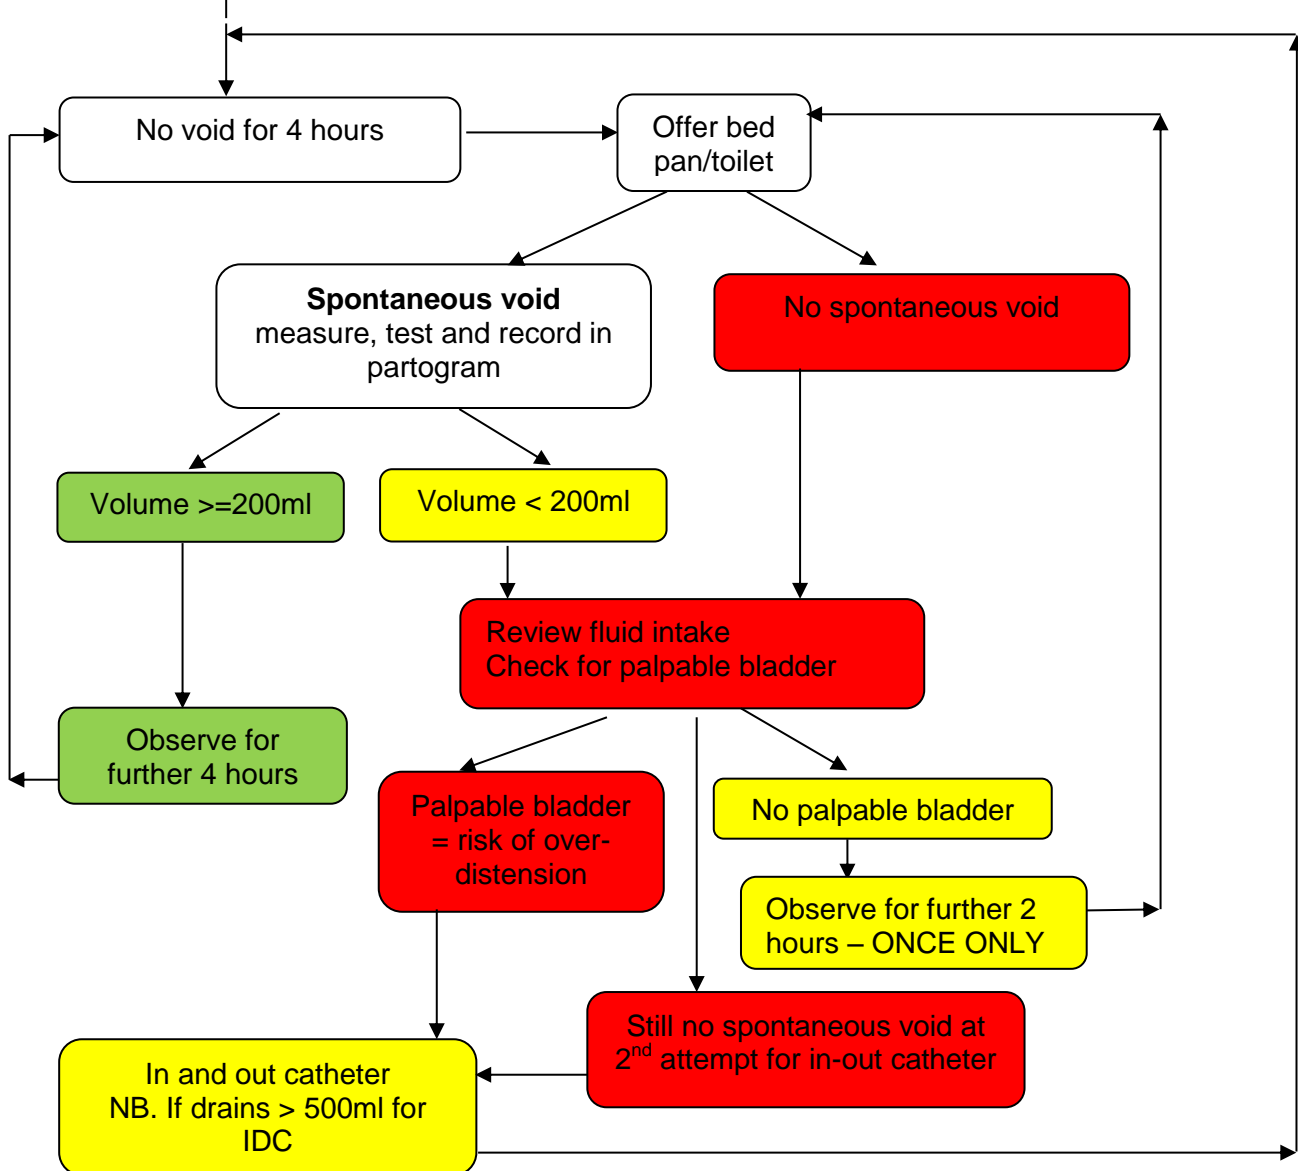 No void for 4 hours
Offer bed
pan/toilet
Spontaneous void
measure, test and record in
partogram
No spontaneous void
Volume >=200ml
Volume < 200ml
Review fluid intake
Check for palpable bladder
Observe for
further 4 hours
Palpable bladder
= risk of over-
distension
No palpable bladder
Observe for further 2
hours – ONCE ONLY
Still no spontaneous void at
2nd attempt for in-out catheter
In and out catheter
NB. If drains > 500ml for
IDC